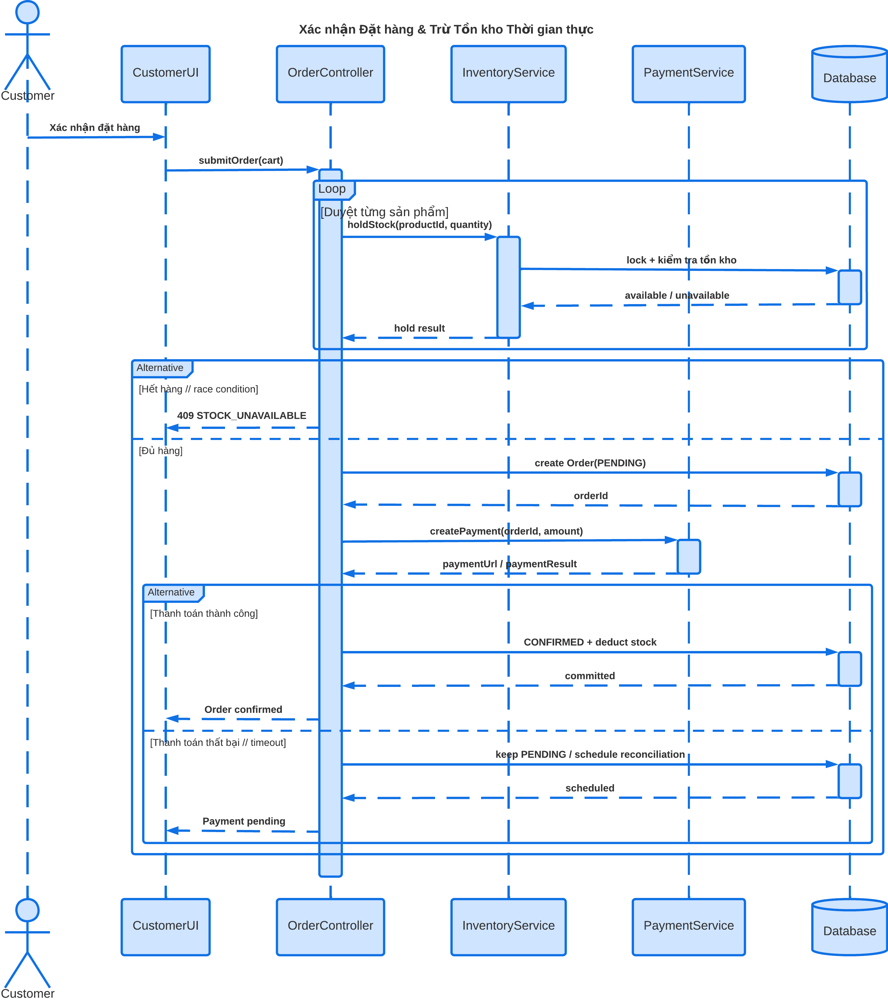 Xác nhận Đặt hàng & Trừ Tồn kho Thời gian thực
Customer
CustomerUI
OrderController
InventoryService
PaymentService
Database
Xác nhận đặt hàng
submitOrder(cart)
Loop
[Duyệt từng sản phẩm]
holdStock(productId, quantity)
lock + kiểm tra tồn kho
available / unavailable
hold result
Alternative
[Hết hàng // race condition]
409 STOCK_UNAVAILABLE
[Đủ hàng]
create Order(PENDING)
orderId
createPayment(orderId, amount)
paymentUrl / paymentResult
Alternative
[Thanh toán thành công]
CONFIRMED + deduct stock
committed
Order confirmed
[Thanh toán thất bại // timeout]
keep PENDING / schedule reconciliation
scheduled
Payment pending
CustomerUI
OrderController
InventoryService
PaymentService
Database
Customer